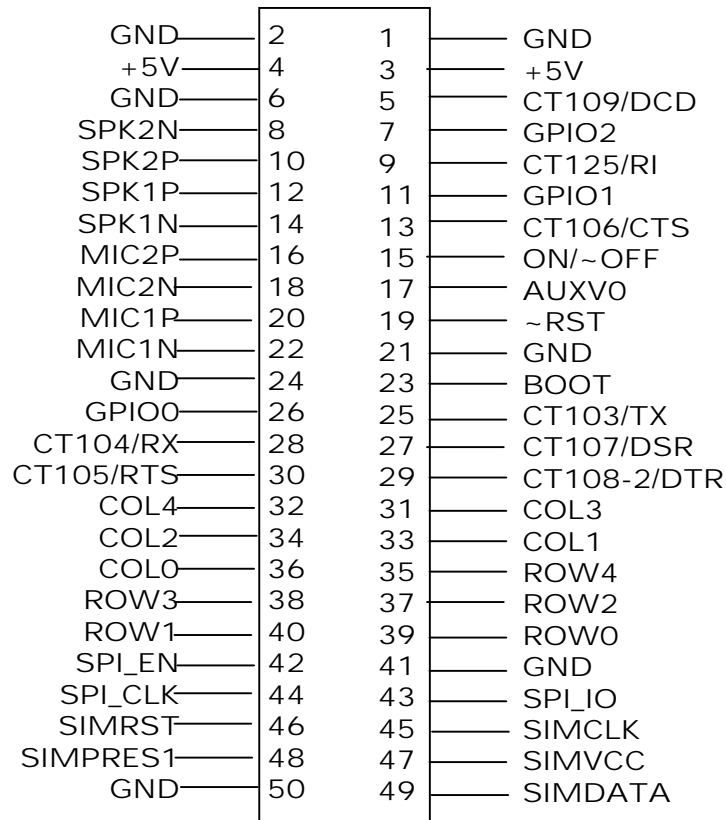 GND 2 1 GND
+5V 4 3 +5V
GND 6 5 CT109/DCD
SPK2N 8 7 GPIO2
SPK2P 10 9 CT125/RI
SPK1P 12 11 GPIO1
SPK1N 14 13 CT106/CTS
MIC2P 16 15 ON/~OFF
MIC2N 18 17 AUXV0
MIC1P 20 19 ~RST
MIC1N 22 21 GND
GND 24 23 BOOT
GPIO0 26 25 CT103/TX
CT104/RX 28 27 CT107/DSR
CT105/RTS 30 29 CT108-2/DTR
COL4 32 31 COL3
COL2 34 33 COL1
COL0 36 35 ROW4
ROW3 38 37 ROW2
ROW1 40 39 ROW0
SPI_EN 42 41 GND
SPI_CLK 44 43 SPI_IO
SIMRST 46 45 SIMCLK
SIMPRES1 48 47 SIMVCC
GND 50 49 SIMDATA